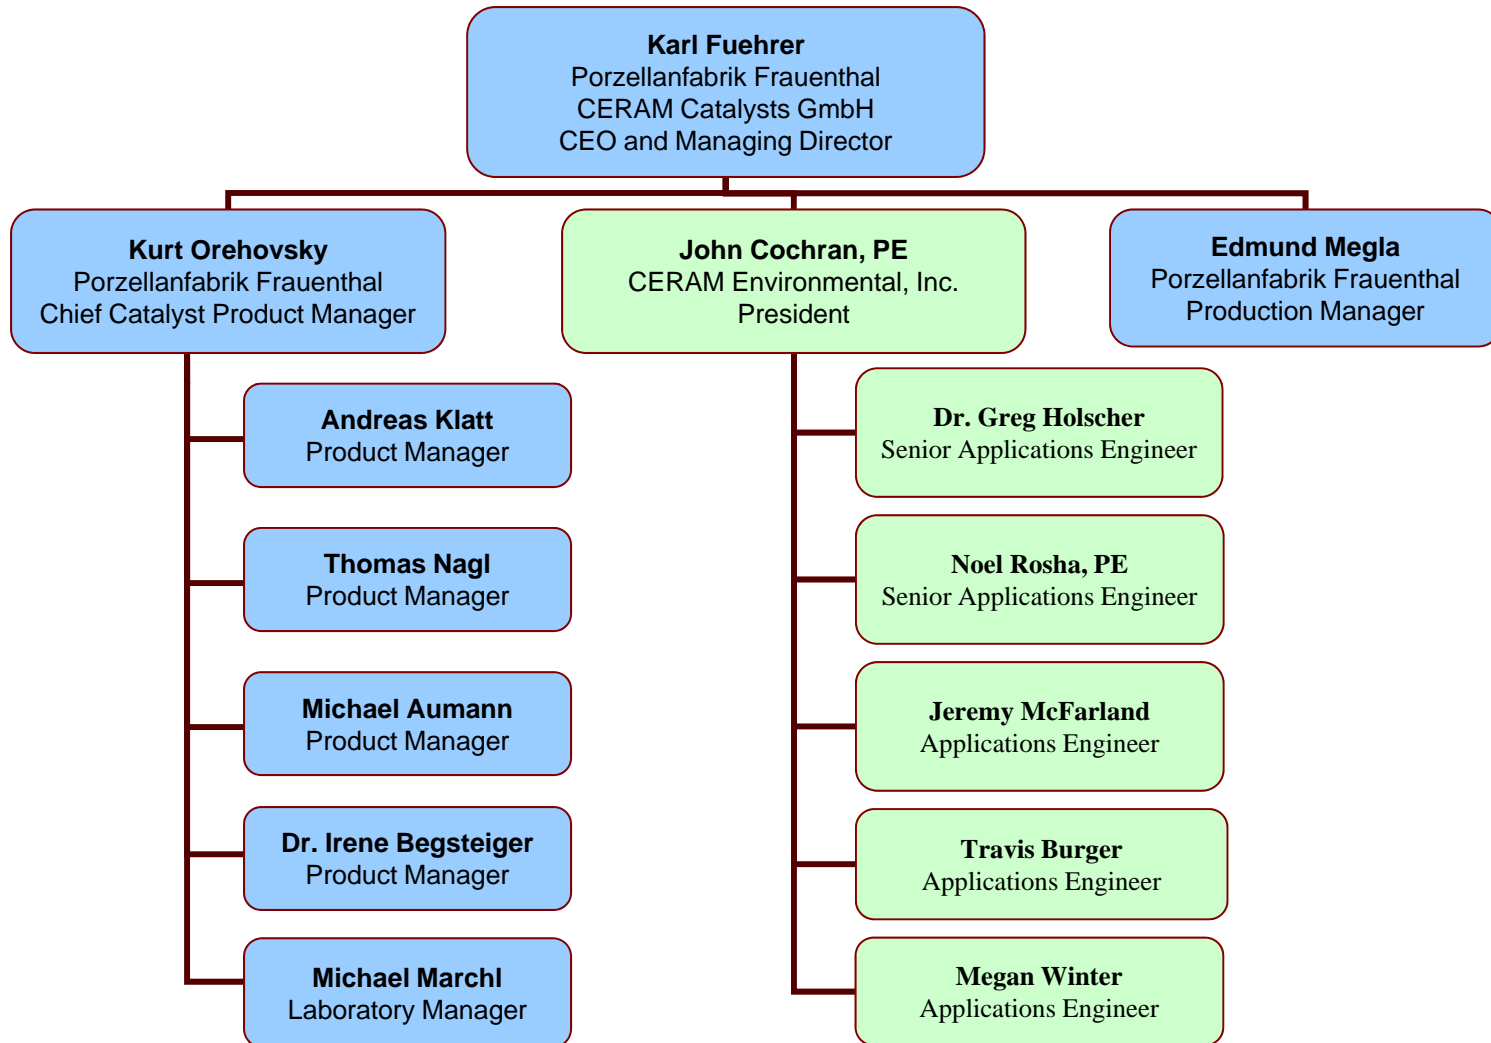 Karl Fuehrer
Porzellanfabrik Frauenthal
CERAM Catalysts GmbH
CEO and Managing Director
Kurt Orehovsky
Porzellanfabrik Frauenthal
Chief Catalyst Product Manager
John Cochran, PE
CERAM Environmental, Inc.
President
Edmund Megla
Porzellanfabrik Frauenthal
Production Manager
Andreas Klatt
Product Manager
Thomas Nagl
Product Manager
Michael Aumann
Product Manager
Dr. Irene Begsteiger
Product Manager
Michael Marchl
Laboratory Manager
Dr. Greg Holscher
Senior Applications Engineer
Noel Rosha, PE
Senior Applications Engineer
Jeremy McFarland
Applications Engineer
Travis Burger
Applications Engineer
Megan Winter
Applications Engineer